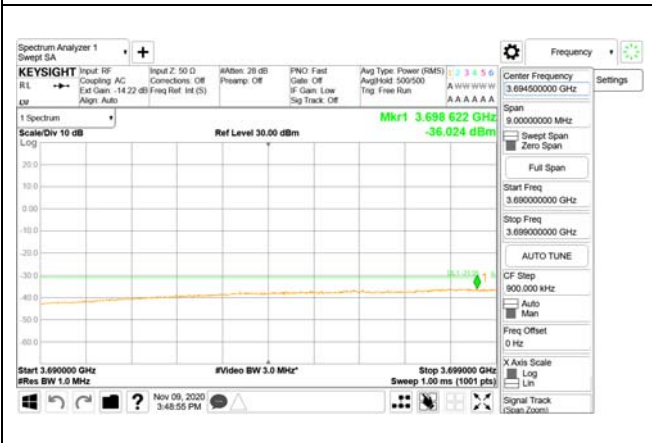 Spectrum Analyzer 1
Swept SA
Frequency
KEYSIGHT
RL
Input: RF
Coupling: AC
Ext Gain: -14.22 dB
Align: Auto
Input Z: 50 Ω
Corrections: Off
Freq Ref: Int (S)
#Atten: 28 dB
Preamp: Off
PNO: Fast
Gate: Off
IF Gain: Low
Sig Track: Off
Avg Type: Power (RMS)
Avg|Hold: 500/500
Trig: Free Run
1 2 3 4 5 6
A W W W W W
A A A A A A
Settings
1 Spectrum
Scale/Div 10 dB
Ref Level 30.00 dBm
Mkr1 3.698 622 GHz
-36.024 dBm
Log
20.0
10.0
0.00
-10.0
-20.0
-30.0
-40.0
-50.0
-60.0
1
Start 3.690000 GHz
#Video BW 3.0 MHz*
Stop 3.699000 GHz
#Res BW 1.0 MHz
Sweep 1.00 ms (1001 pts)
Nov 09, 2020
3:48:55 PM
Center Frequency
3.694500000 GHz
Span
9.00000000 MHz
Swept Span
Zero Span
Full Span
Start Freq
3.690000000 GHz
Stop Freq
3.699000000 GHz
AUTO TUNE
CF Step
900.000 kHz
Auto
Man
Freq Offset
0 Hz
X Axis Scale
Log
Lin
Signal Track
(Span Zoom)